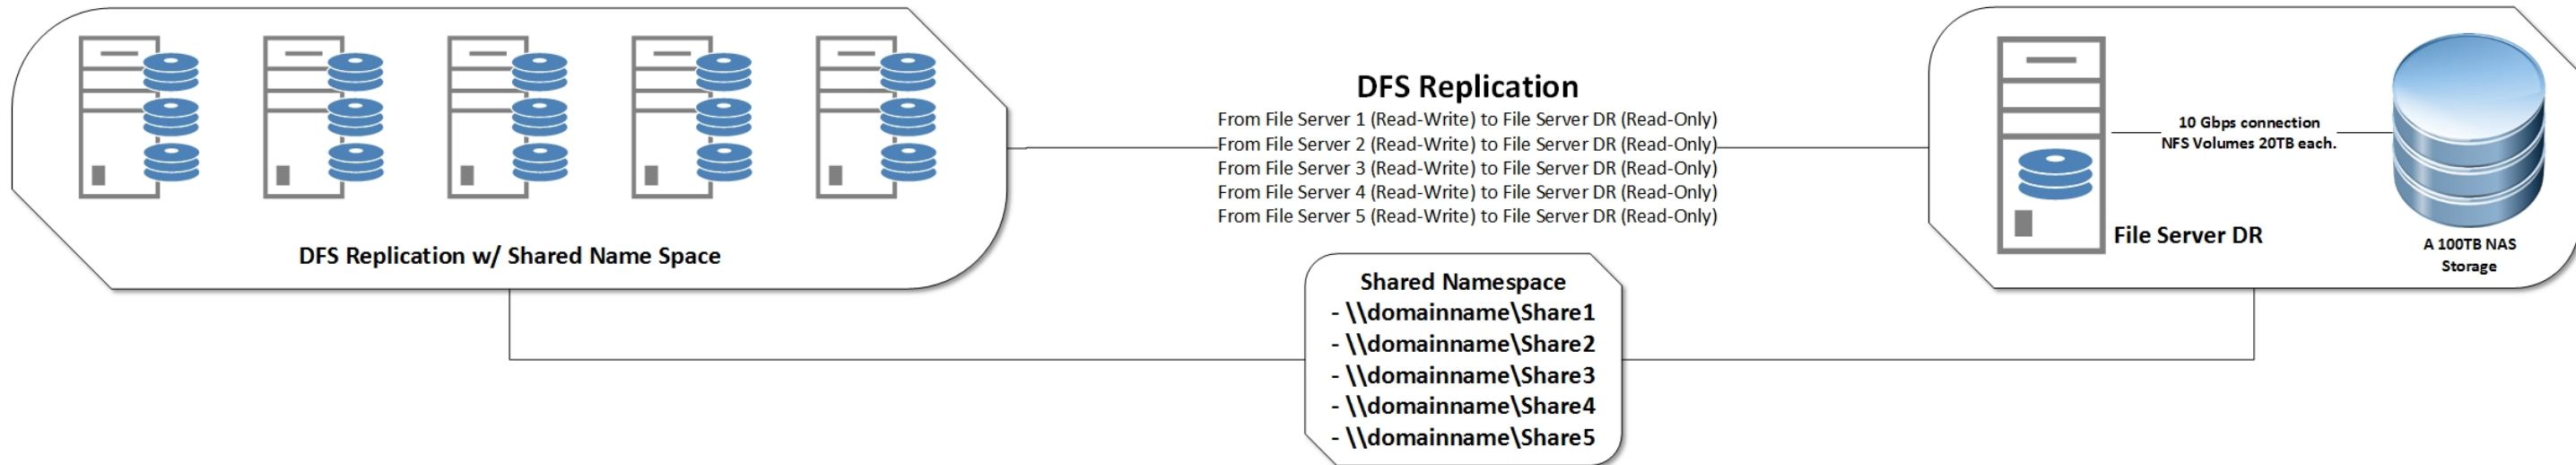 DFS Replication w/ Shared Name Space
DFS Replication
From File Server 1 (Read-Write) to File Server DR (Read-Only)
From File Server 2 (Read-Write) to File Server DR (Read-Only)
From File Server 3 (Read-Write) to File Server DR (Read-Only)
From File Server 4 (Read-Write) to File Server DR (Read-Only)
From File Server 5 (Read-Write) to File Server DR (Read-Only)
Shared Namespace
- \\domainname\Share1
- \\domainname\Share2
- \\domainname\Share3
- \\domainname\Share4
- \\domainname\Share5
10 Gbps connection
NFS Volumes 20TB each.
File Server DR
A 100TB NAS
Storage